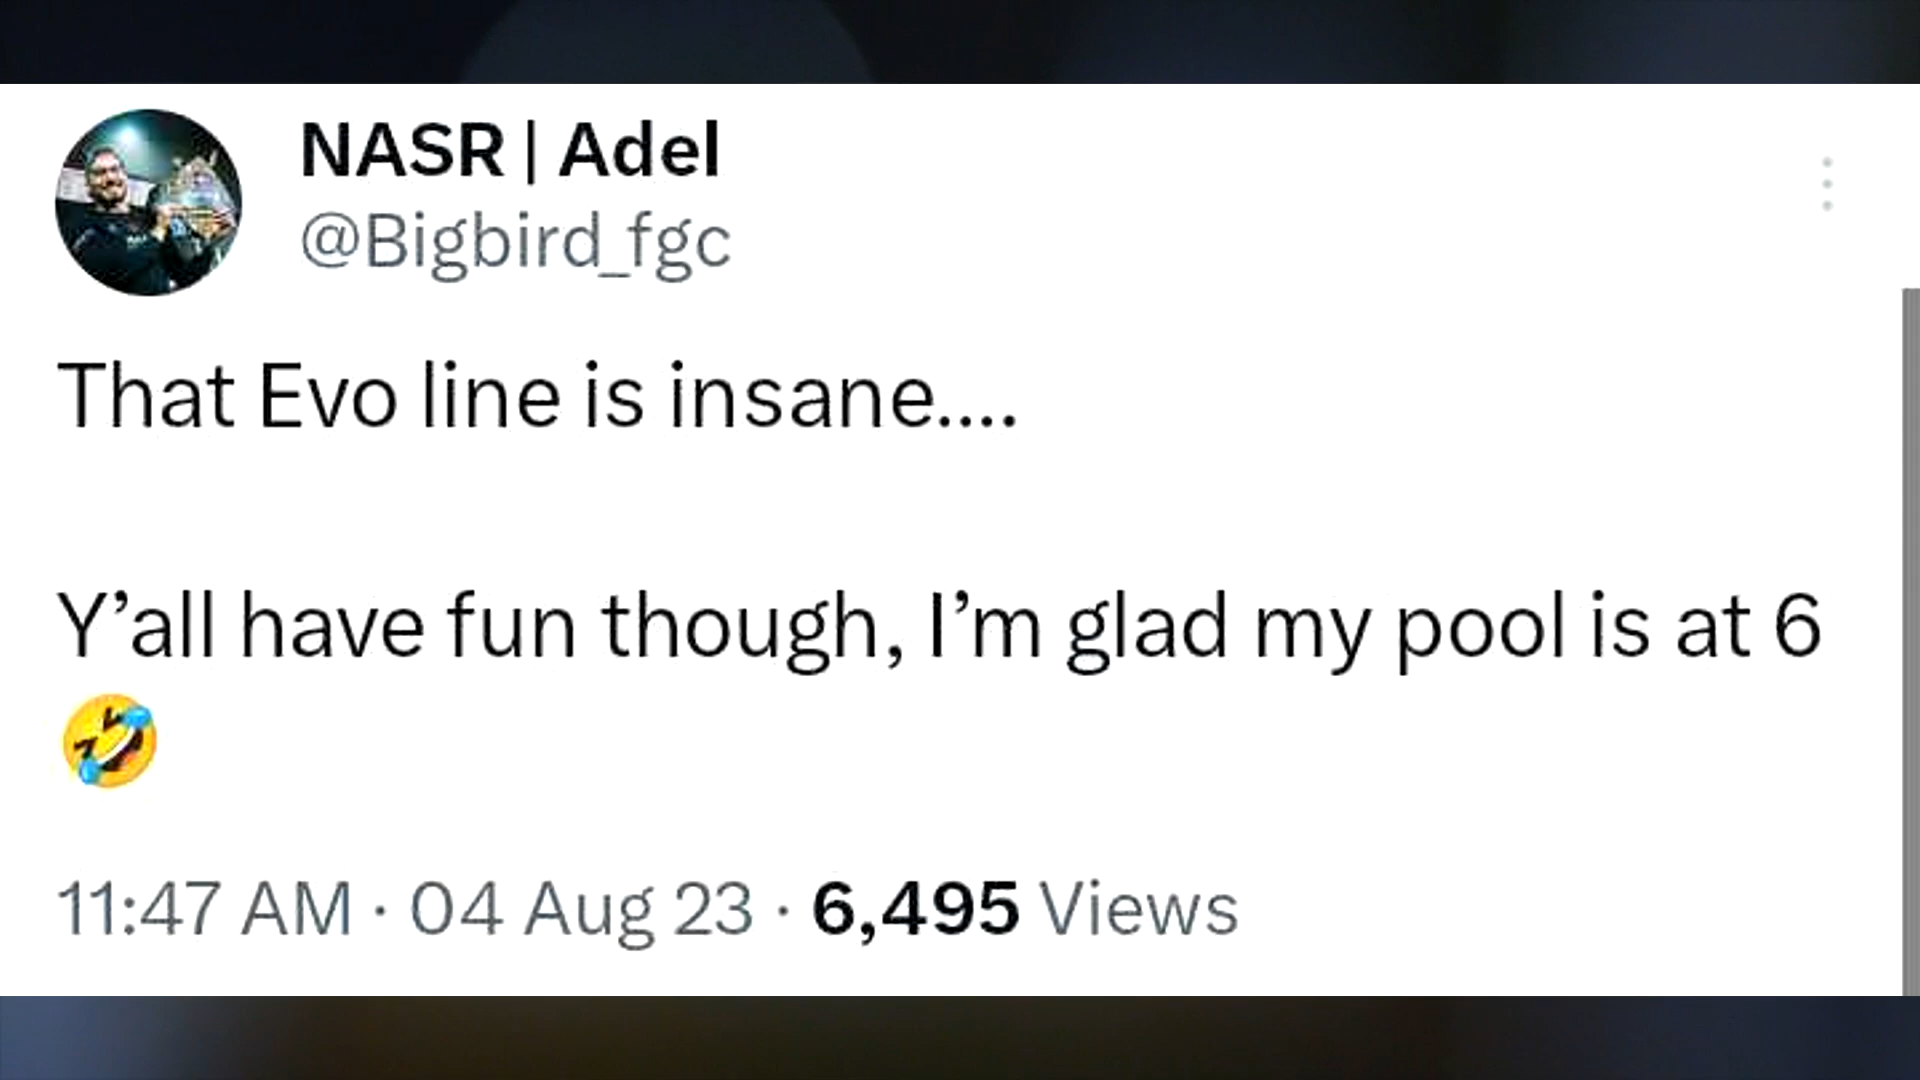 NASR | Adel
@Bigbird_fgc
That Evo line is insane....
Y’all have fun though, I’m glad my pool is at 6
🤣
11:47 AM · 04 Aug 23 · 6,495 Views